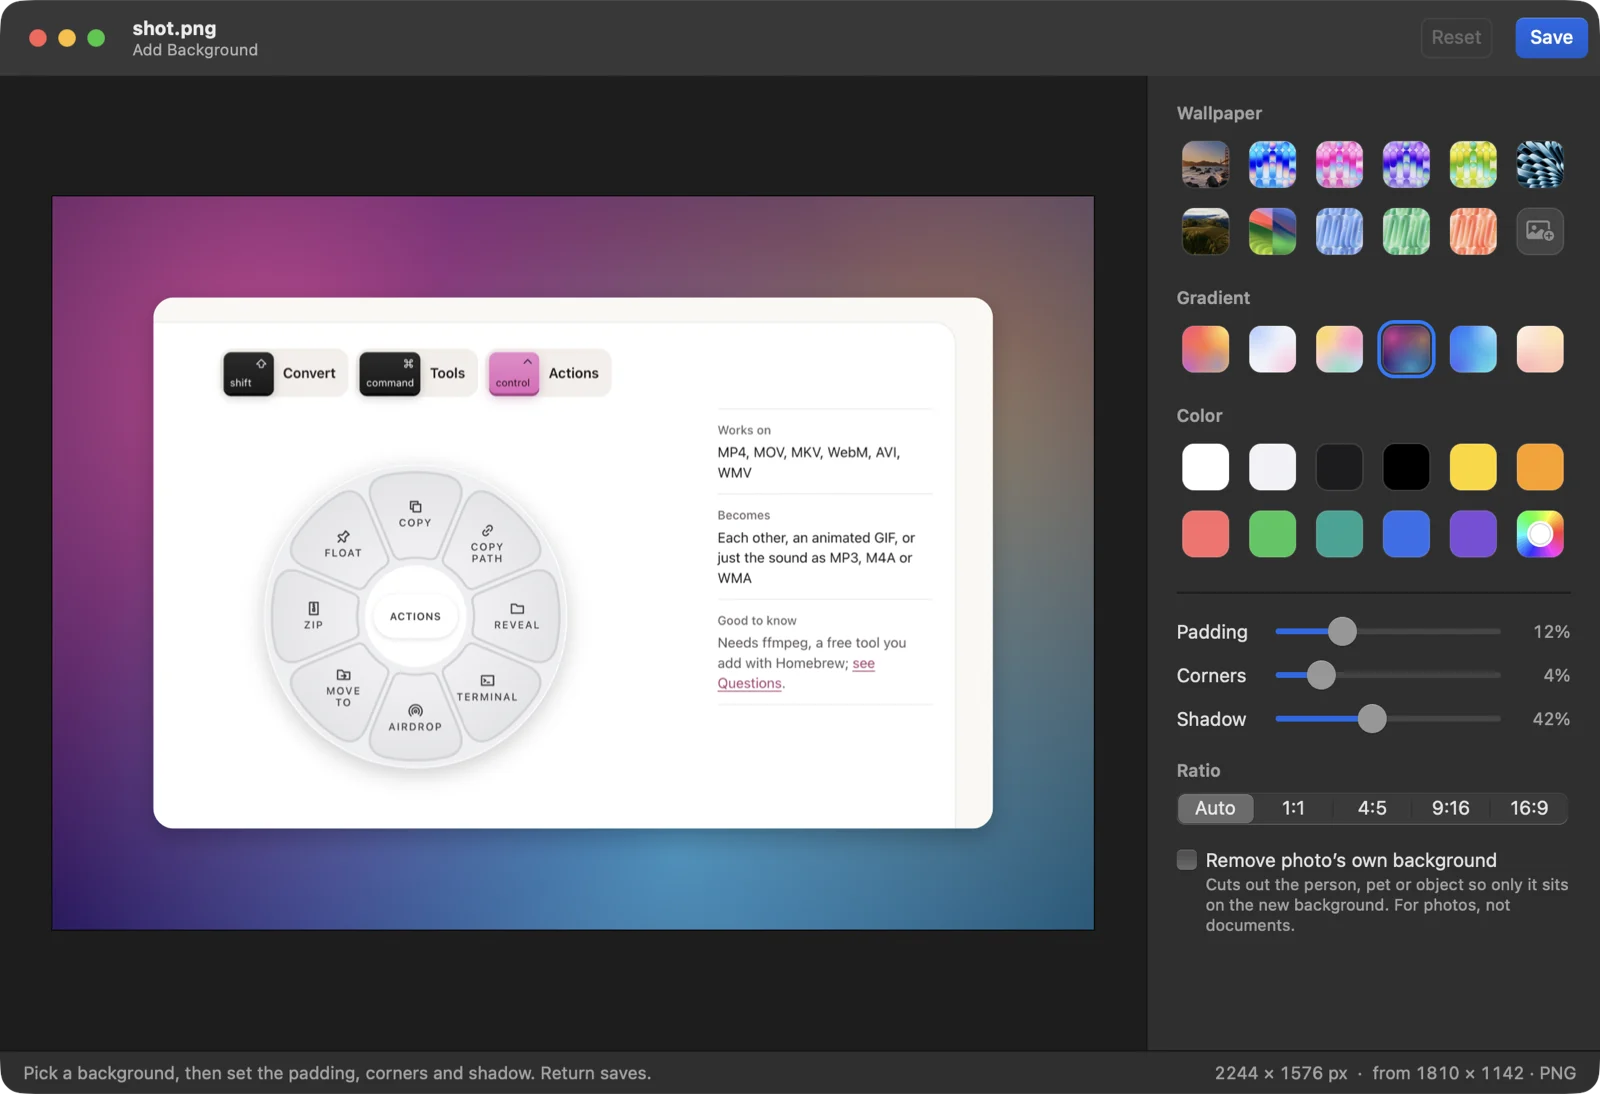 shot.png
Add Background
Reset
Save
shift
Convert
command
Tools
control
Actions
COPY
FLOAT
COPY
PATH
ZIP
ACTIONS
REVEAL
MOVE
TO
TERMINAL
AIRDROP
Works on
MP4, MOV, MKV, WebM, AVI,
WMV
Becomes
Each other, an animated GIF, or
just the sound as MP3, M4A or
WMA
Good to know
Needs ffmpeg, a free tool you
add with Homebrew; see
Questions.
Wallpaper
Gradient
Color
Padding 12%
Corners 4%
Shadow 42%
Ratio
Auto 1:1 4:5 9:16 16:9
Remove photo’s own background
Cuts out the person, pet or object so only it sits
on the new background. For photos, not
documents.
Pick a background, then set the padding, corners and shadow. Return saves.
2244 × 1576 px · from 1810 × 1142 · PNG